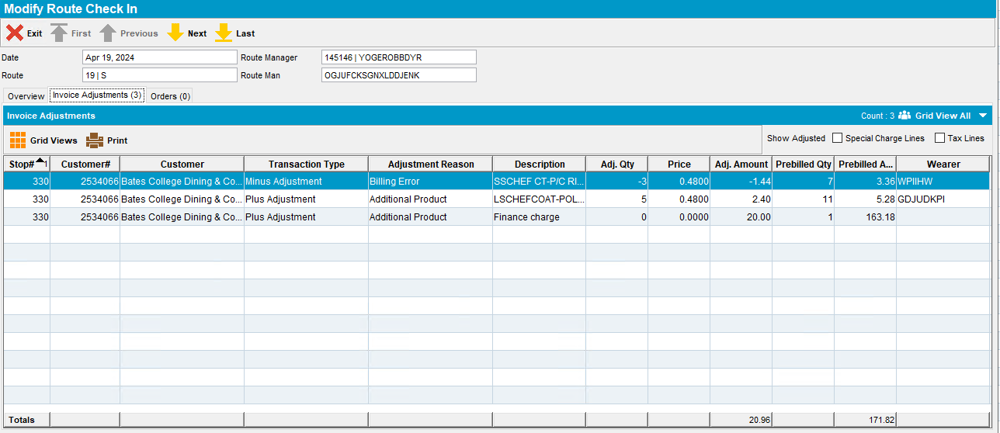 Modify Route Check In
Exit First Previous Next Last
Date Apr 19, 2024 Route Manager 145146 | YOGEROBBDYR
Route 19 | S Route Man OGJUFCKSGNXLDDJENK
Overview Invoice Adjustments (3) Orders (0)
Invoice Adjustments Count : 3 Grid View All
Grid Views Print Show Adjusted Special Charge Lines Tax Lines
Stop# 1 Customer# Customer Transaction Type Adjustment Reason Description Adj. Qty Price Adj. Amount Prebilled Qty Prebilled A... Wearer
330 2534066 Bates College Dining & Co... Minus Adjustment Billing Error SSCHEF CT-P/C RI... -3 0.4800 -1.44 7 3.36 WPIIHW
330 2534066 Bates College Dining & Co... Plus Adjustment Additional Product LSCHEFCOAT-POL... 5 0.4800 2.40 11 5.28 GDJUDKPI
330 2534066 Bates College Dining & Co... Plus Adjustment Additional Product Finance charge 0 0.0000 20.00 1 163.18
Totals 20.96 171.82